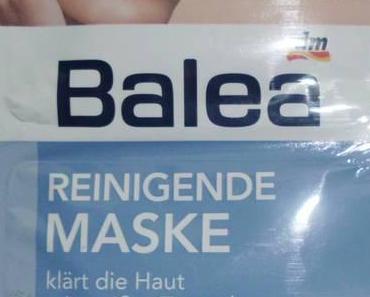 dm
Balea
REINIGENDE
MASKE
klärt die Haut